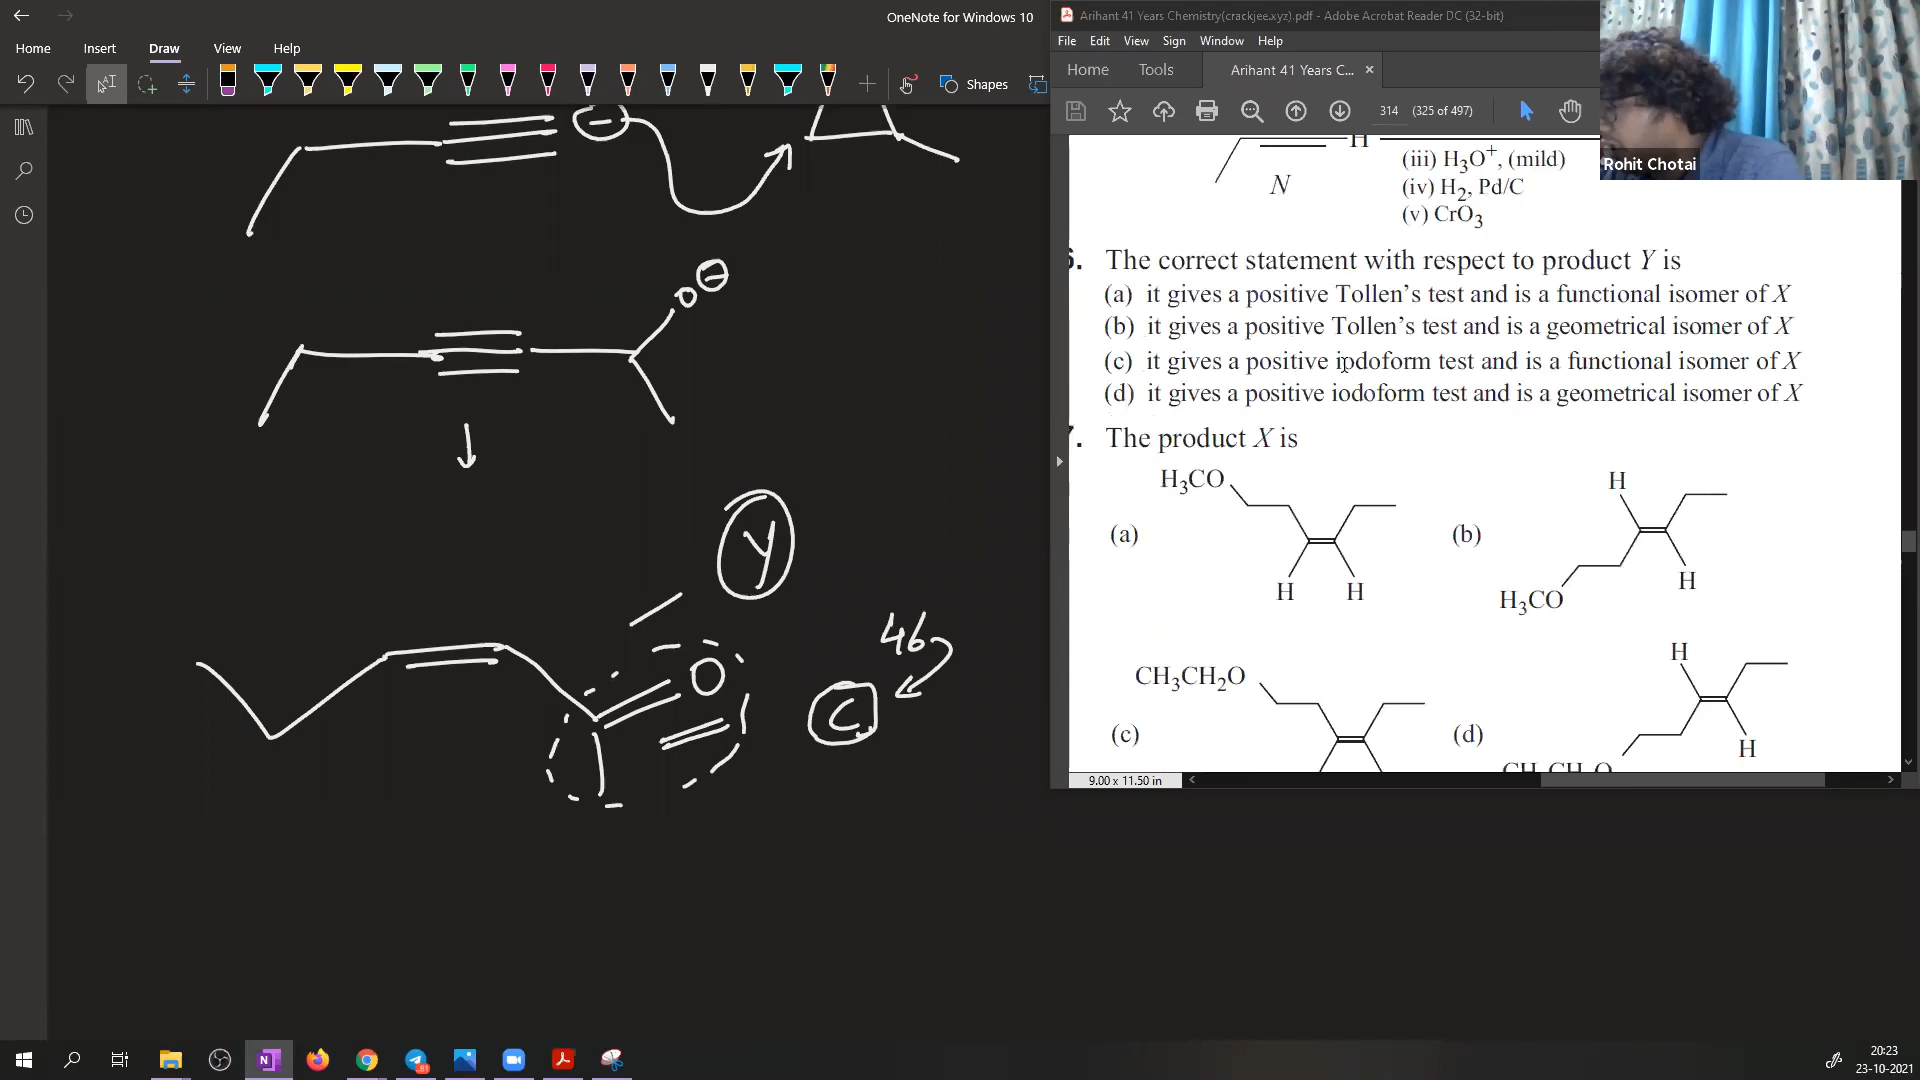 OneNote for Windows 10
Home Insert Draw View Help
Shapes
O ⊖
Y
O
46
C
Arihant 41 Years Chemistry(crackjee.xyz).pdf - Adobe Acrobat Reader DC (32-bit)
File Edit View Sign Window Help
Home Tools Arihant 41 Years C... ×
314 (325 of 497)
Rohit Chotai
H
N
(iii) H₃O⁺, (mild)
(iv) H₂, Pd/C
(v) CrO₃
6. The correct statement with respect to product Y is
(a) it gives a positive Tollen's test and is a functional isomer of X
(b) it gives a positive Tollen's test and is a geometrical isomer of X
(c) it gives a positive iodoform test and is a functional isomer of X
(d) it gives a positive iodoform test and is a geometrical isomer of X
7. The product X is
(a) H₃CO H H
(b) H H H₃CO
(c) CH₃CH₂O
(d) H H CH₃CH₂O
9.00 x 11.50 in
20:23
23-10-2021